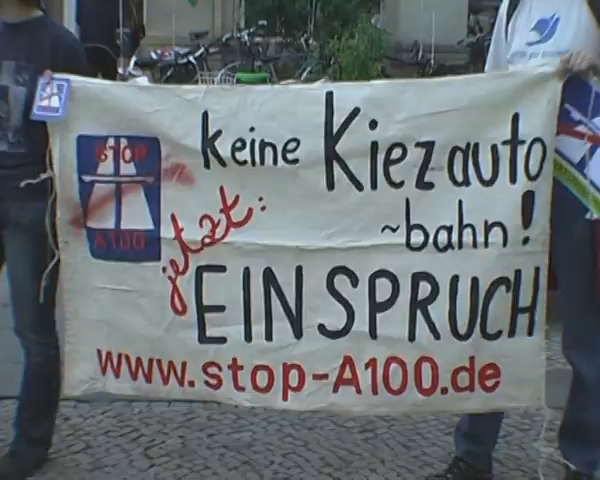 STOP
A100
keine Kiezauto
~bahn!
jetzt:
EINSPRUCH
www.stop-A100.de